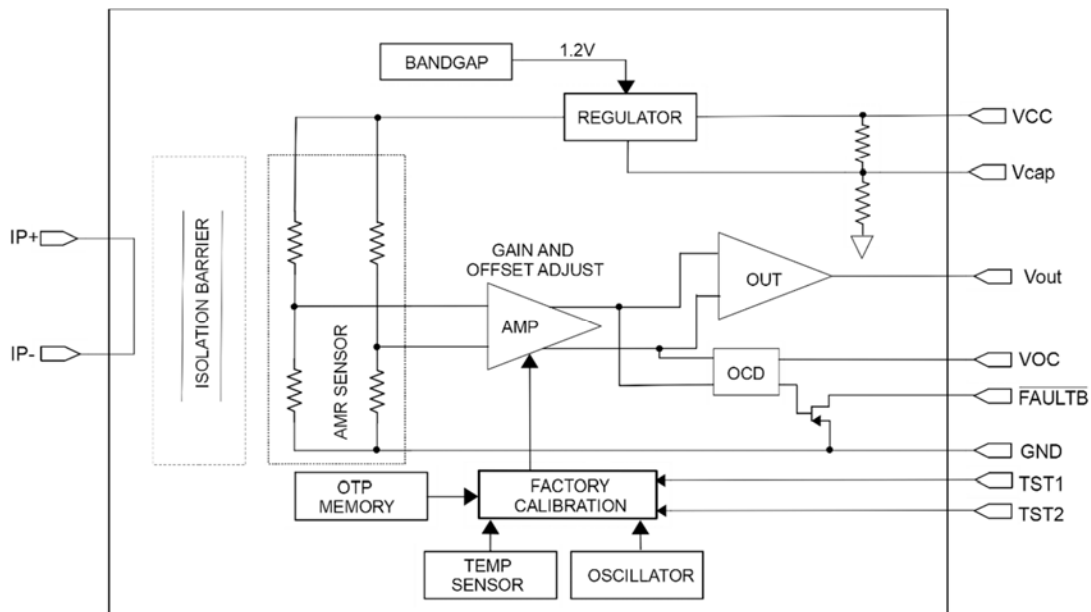 BANDGAP
1.2V
REGULATOR
VCC
Vcap
IP+
IP-
ISOLATION BARRIER
AMR SENSOR
GAIN AND
OFFSET ADJUST
AMP
OUT
Vout
OCD
VOC
FAULTB
GND
OTP
MEMORY
FACTORY
CALIBRATION
TST1
TST2
TEMP
SENSOR
OSCILLATOR